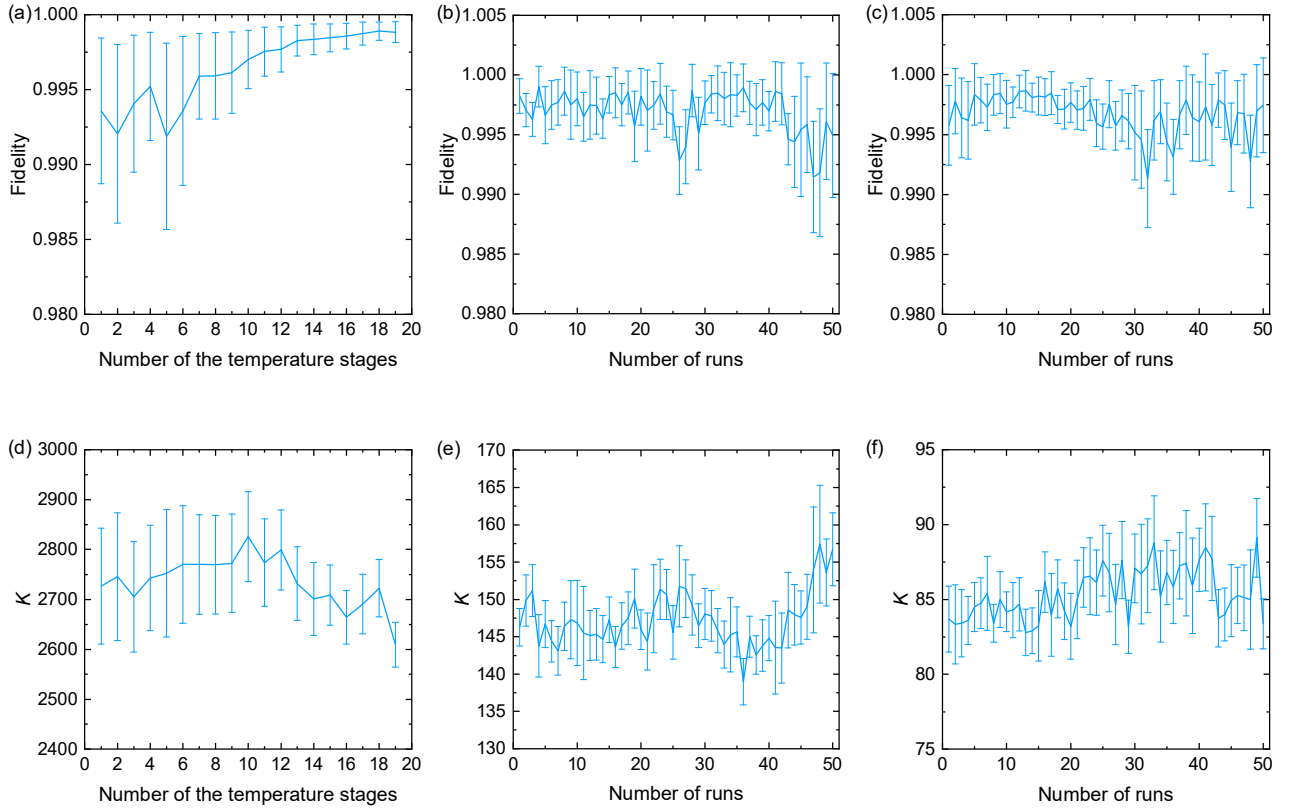 (a)
1.000
0.995
0.990
0.985
0.980
Fidelity
0 2 4 6 8 10 12 14 16 18 20
Number of the temperature stages
(b)
1.005
1.000
0.995
0.990
0.985
0.980
Fidelity
0 10 20 30 40 50
Number of runs
(c)
1.005
1.000
0.995
0.990
0.985
0.980
Fidelity
0 10 20 30 40 50
Number of runs
(d)
3000
2900
2800
2700
2600
2500
2400
K
0 2 4 6 8 10 12 14 16 18 20
Number of the temperature stages
(e)
170
165
160
155
150
145
140
135
130
K
0 10 20 30 40 50
Number of runs
(f)
95
90
85
80
75
K
0 10 20 30 40 50
Number of runs